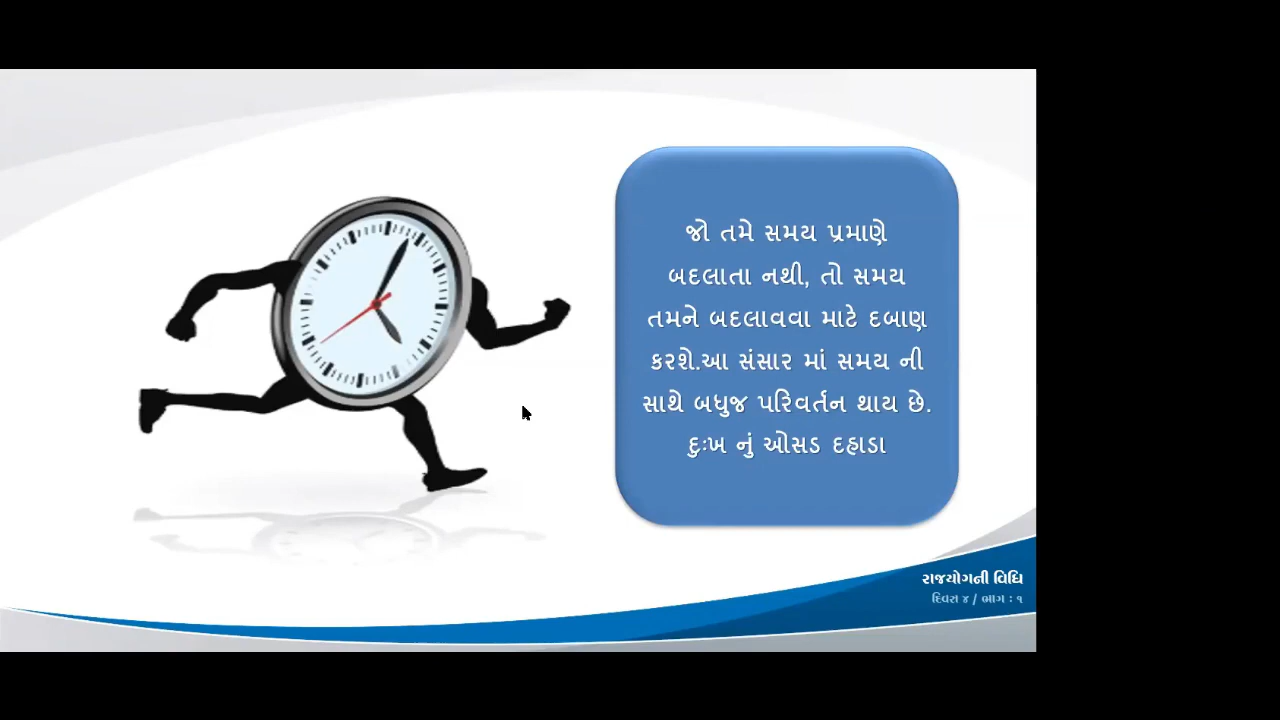 જો તમે સમય પ્રમાણે
બદલાતા નથી, તો સમય
તમને બદલાવવા માટે દબાણ
કરશે.આ સંસાર માં સમય ની
સાથે બધુજ પરિવર્તન થાય છે.
દુઃખ નું ઓસડ દહાડા
રાજયોગની વિધિ
દિવસ ૪ / ભાગ : ૧